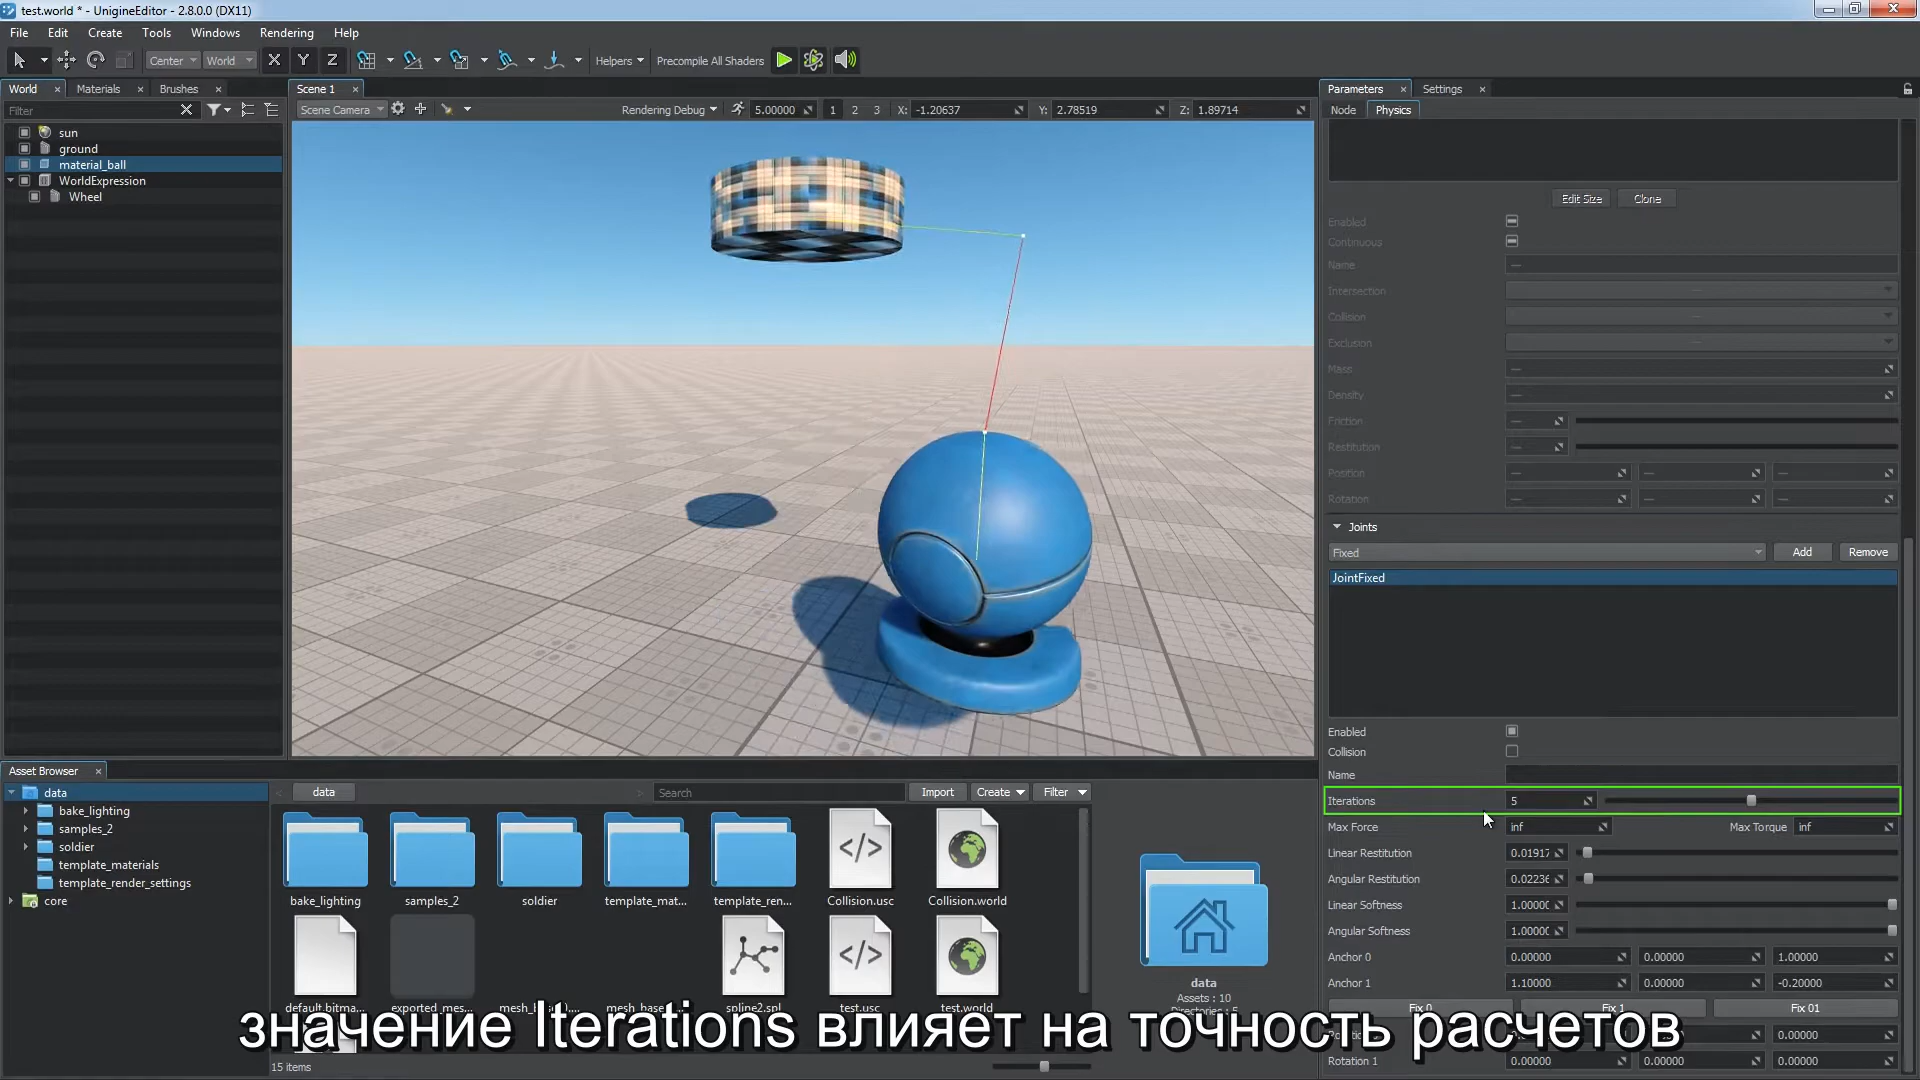 test.world * - UnigineEditor - 2.8.0.0 (DX11)
File Edit Create Tools Windows Rendering Help
Center World X Y Z Helpers Precompile All Shaders
World Materials Brushes
Filter
sun
ground
material_ball
WorldExpression
Wheel
Scene 1
Scene Camera Rendering Debug 5.00000 1 2 3 X: -1.20637 Y: 2.78519 Z: 1.89714
Parameters Settings
Node Physics
Edit Size Clone
Enabled
Continuous
Name —
Intersection —
Collision —
Exclusion —
Mass —
Density —
Friction —
Restitution —
Position — — —
Rotation — — —
Joints
Fixed Add Remove
JointFixed
Enabled
Collision
Name
Iterations 5
Max Force inf Max Torque inf
Linear Restitution 0.01917
Angular Restitution 0.0223
Linear Softness 1.0000
Angular Softness 1.0000
Anchor 0 0.00000 0.00000 1.00000
Anchor 1 1.10000 0.00000 -0.20000
Fix 0 Fix 1 Fix 01
0.00000
Rotation 1 0.00000 0.00000 0.00000
Asset Browser
data
bake_lighting
samples_2
soldier
template_materials
template_render_settings
core
data Search Import Create Filter
bake_lighting samples_2 soldier template_mat... template_ren... Collision.usc Collision.world
default.bitma... exported_mes... spline2.spl test.usc test.world
data
Assets : 10
15 items
значение Iterations влияет на точность расчетов